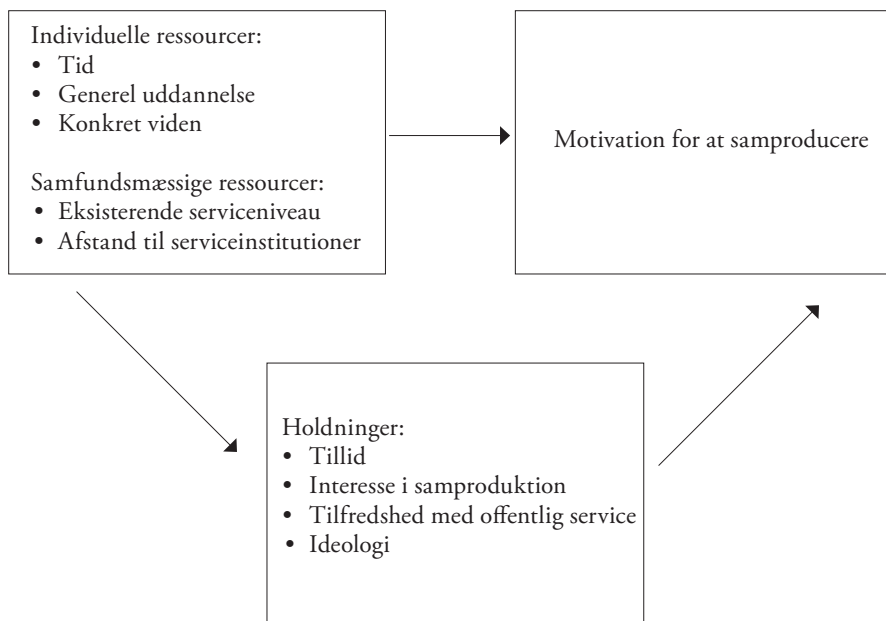 Individuelle ressourcer:
• Tid
• Generel uddannelse
• Konkret viden
Samfundsmæssige ressourcer:
• Eksisterende serviceniveau
• Afstand til serviceinstitutioner
Motivation for at samproducere
Holdninger:
• Tillid
• Interesse i samproduktion
• Tilfredshed med offentlig service
• Ideologi